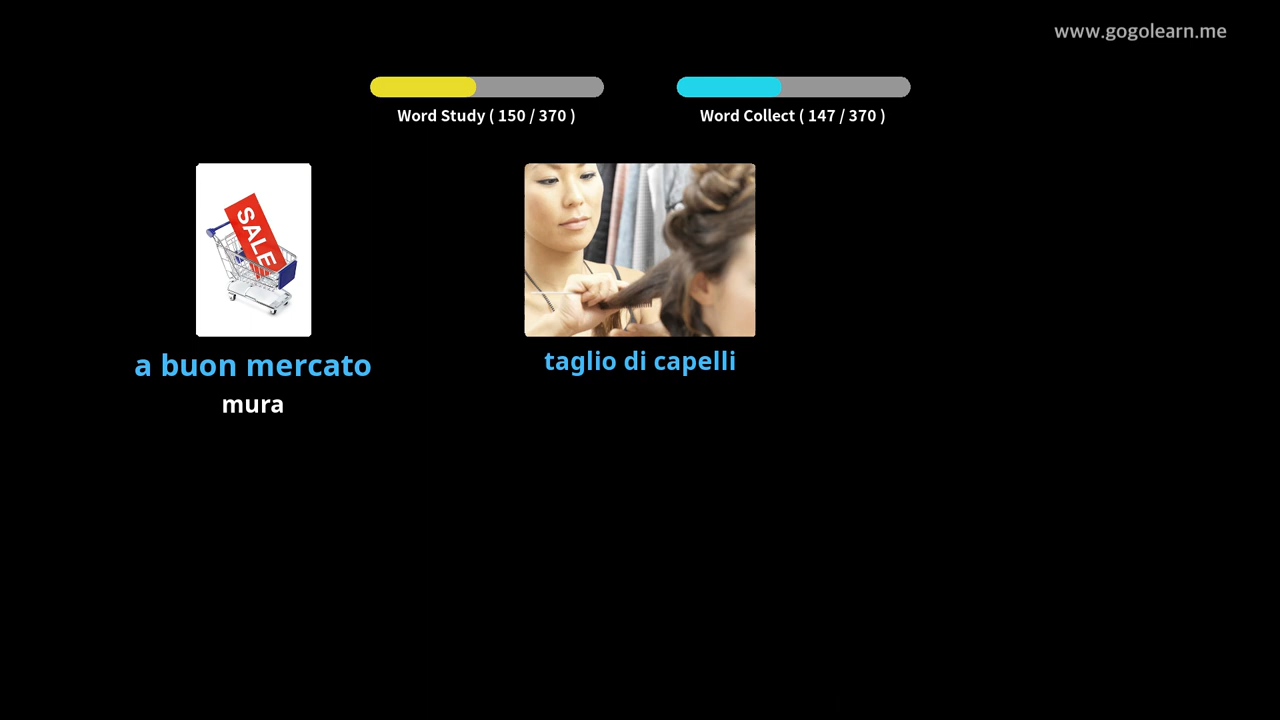 www.gogolearn.me
Word Study ( 150 / 370 )
Word Collect ( 147 / 370 )
SALE
a buon mercato
mura
taglio di capelli